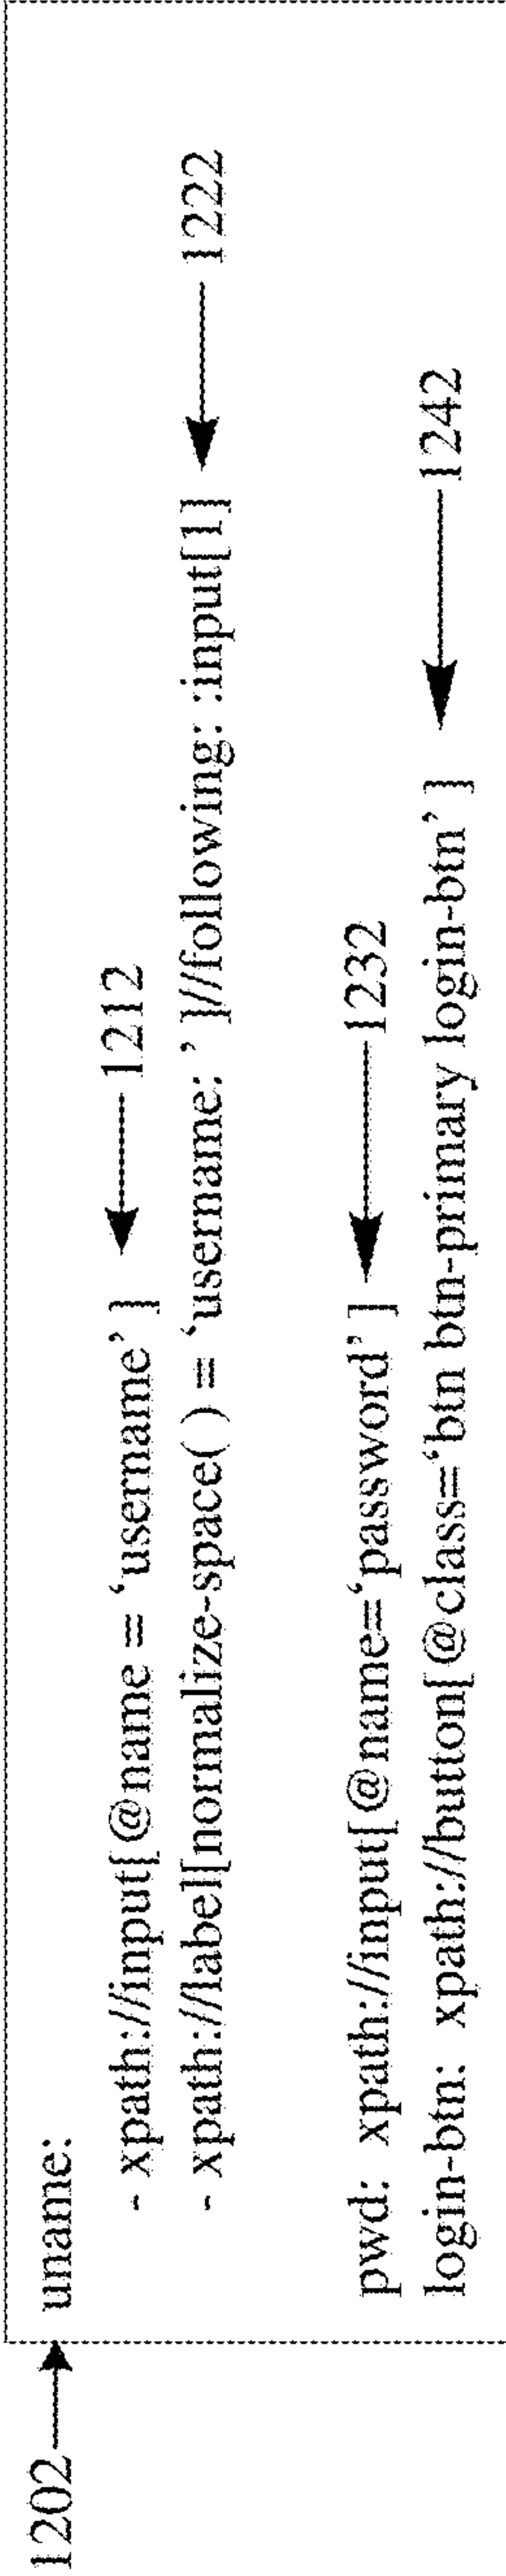 1202
uname:
- xpath://input[@name = ‘username’ ] 1212
- xpath://label[normalize-space( ) = ‘username: ’ ]//following: :input[1] 1222
pwd: xpath://input[@name=‘password’ ] 1232
login-btn: xpath://button[@class=‘btn btn-primary login-btn’ ] 1242